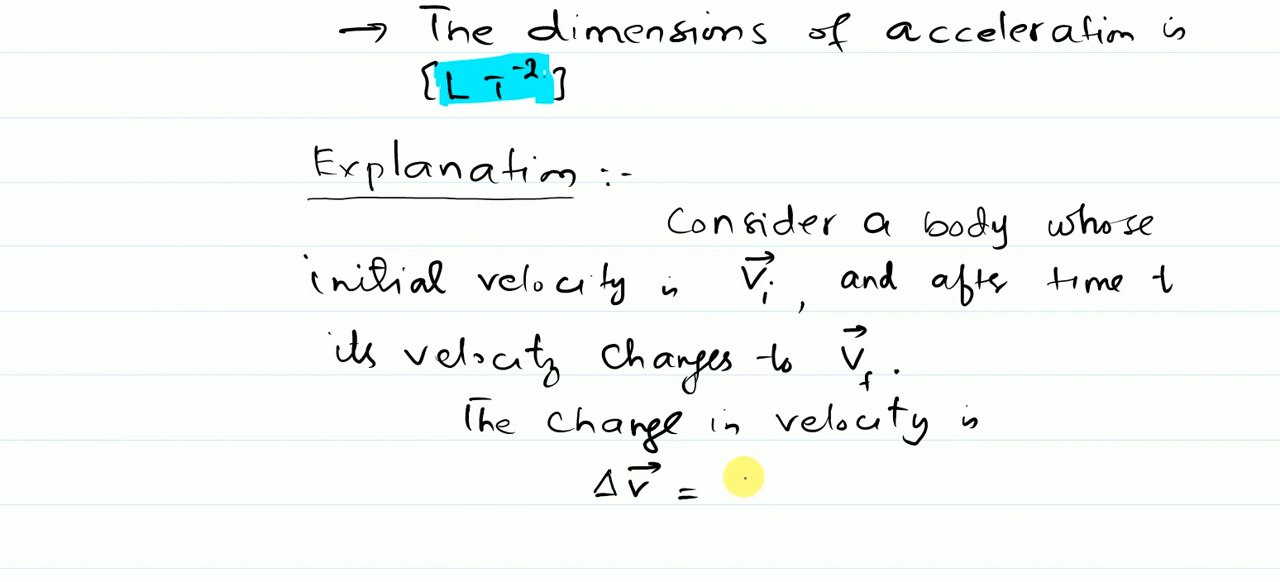 → The dimensions of acceleration is
[L T⁻²]
Explanation :-
Consider a body whose
initial velocity is V⃗ᵢ, and after time t
its velocity changes to V⃗f.
The change in velocity is
Δv⃗ =